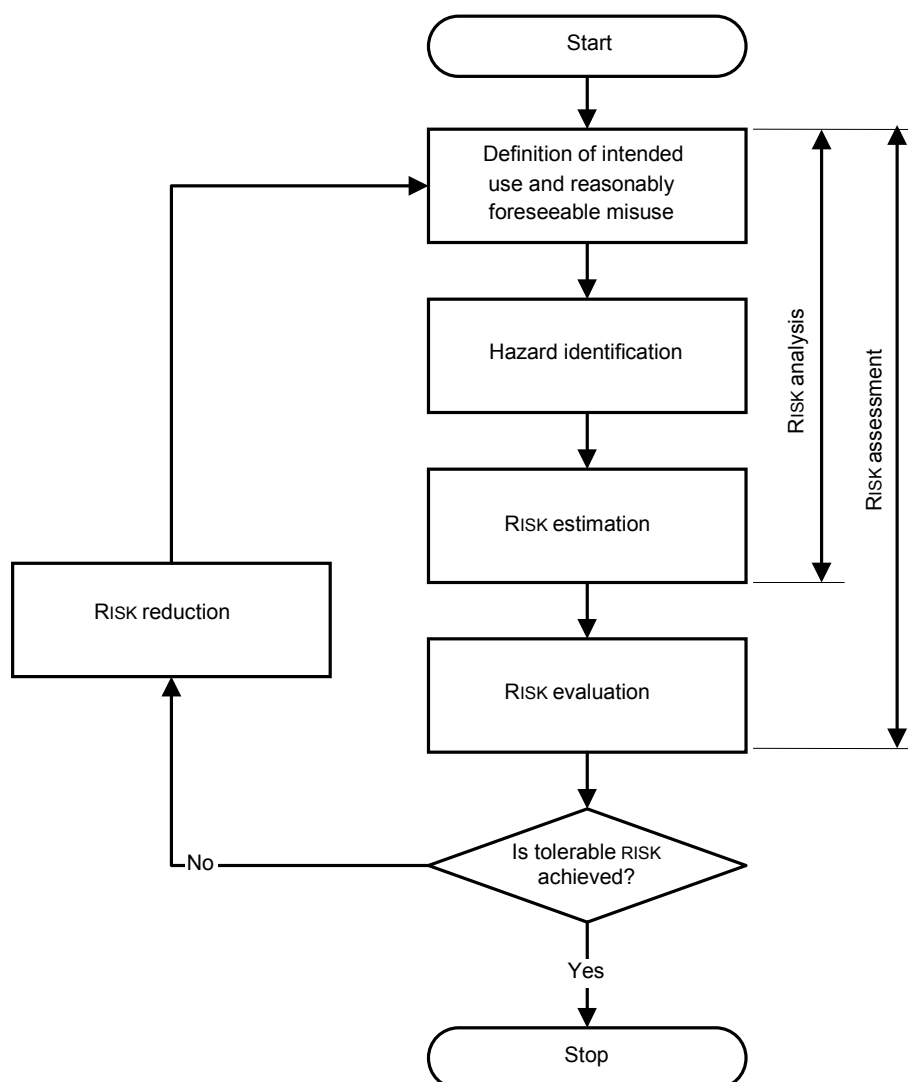 Start
Definition of intended
use and reasonably
foreseeable misuse
Hazard identification
RISK estimation
RISK evaluation
Is tolerable RISK
achieved?
No
RISK reduction
Yes
Stop
RISK analysis
RISK assessment